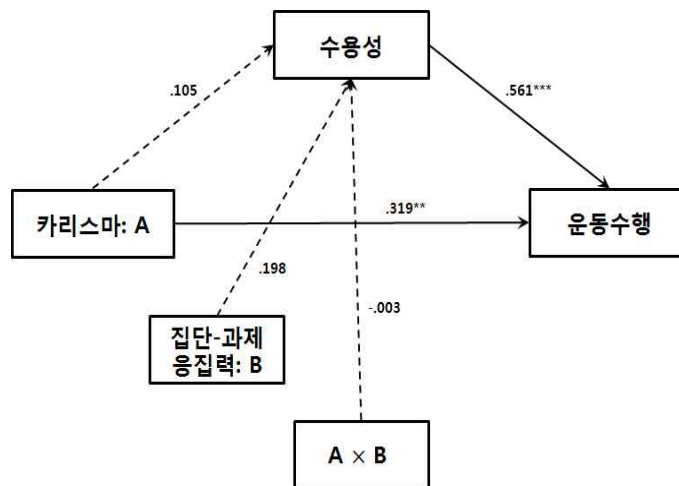 수용성
.105
.561***
카리스마: A
.319**
운동수행
.198
-.003
집단-과제
응집력: B
A × B